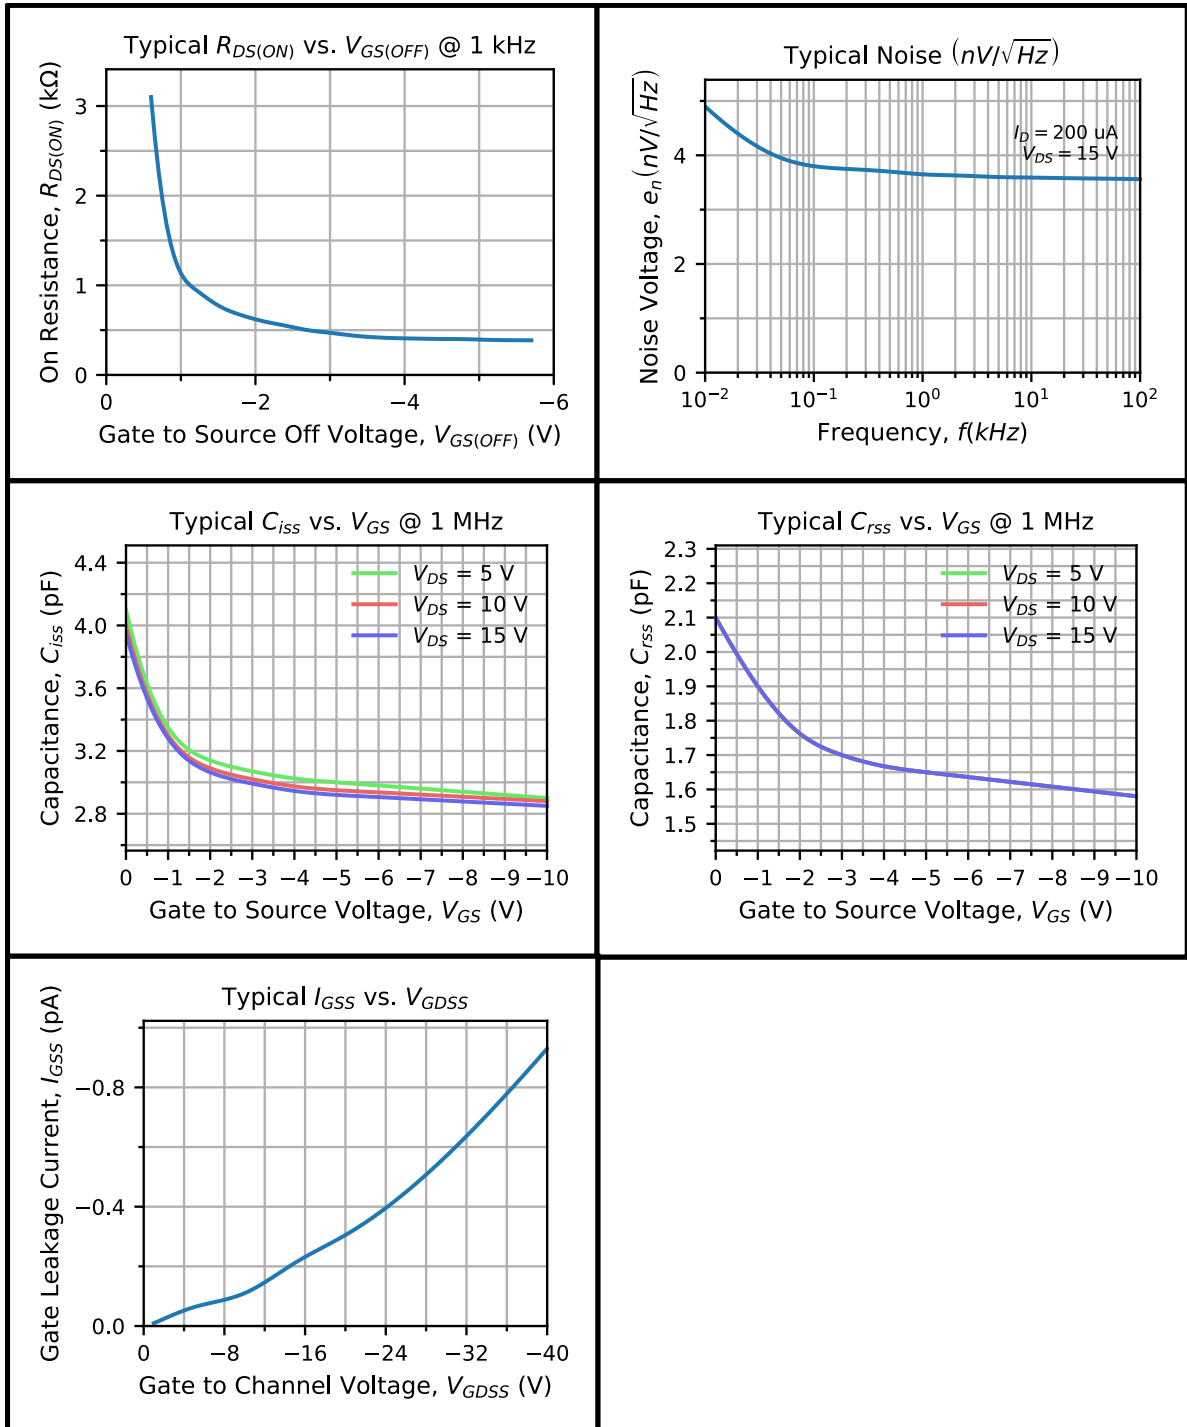 Typical R_DS(ON) vs. V_GS(OFF) @ 1 kHz
On Resistance, R_DS(ON) (kΩ)
3
2
1
0
0 −2 −4 −6
Gate to Source Off Voltage, V_GS(OFF) (V)
Typical Noise (nV/√Hz)
Noise Voltage, e_n (nV/√Hz)
I_D = 200 uA
V_DS = 15 V
4
2
0
10⁻² 10⁻¹ 10⁰ 10¹ 10²
Frequency, f(kHz)
Typical C_iss vs. V_GS @ 1 MHz
Capacitance, C_iss (pF)
V_DS = 5 V
V_DS = 10 V
V_DS = 15 V
4.4
4.0
3.6
3.2
2.8
0 −1 −2 −3 −4 −5 −6 −7 −8 −9 −10
Gate to Source Voltage, V_GS (V)
Typical C_rss vs. V_GS @ 1 MHz
Capacitance, C_rss (pF)
V_DS = 5 V
V_DS = 10 V
V_DS = 15 V
2.3
2.2
2.1
2.0
1.9
1.8
1.7
1.6
1.5
0 −1 −2 −3 −4 −5 −6 −7 −8 −9 −10
Gate to Source Voltage, V_GS (V)
Typical I_GSS vs. V_GDSS
Gate Leakage Current, I_GSS (pA)
−0.8
−0.4
0.0
0 −8 −16 −24 −32 −40
Gate to Channel Voltage, V_GDSS (V)